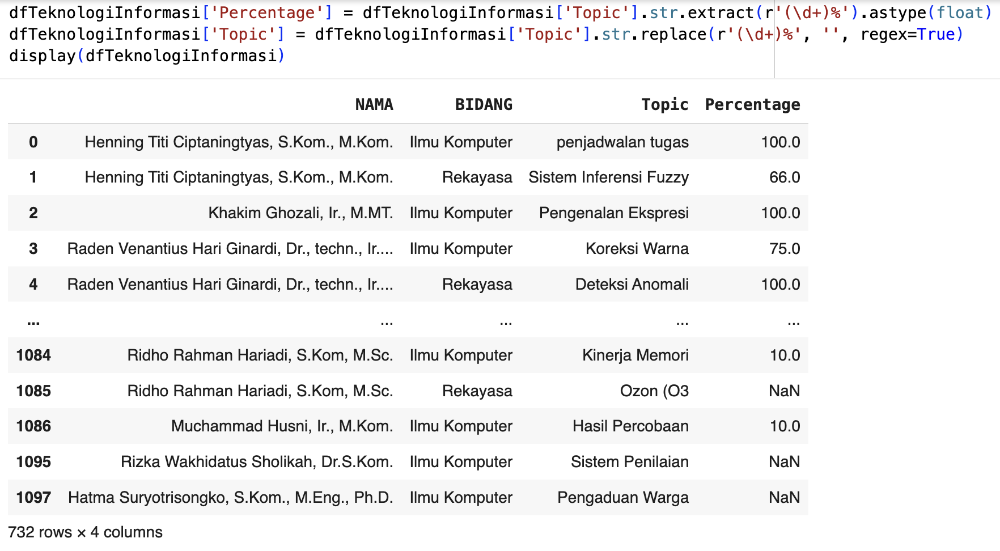 dfTeknologiInformasi['Percentage'] = dfTeknologiInformasi['Topic'].str.extract(r'(\d+)%').astype(float)
dfTeknologiInformasi['Topic'] = dfTeknologiInformasi['Topic'].str.replace(r'(\d+)%', '', regex=True)
display(dfTeknologiInformasi)
NAMA BIDANG Topic Percentage
0 Henning Titi Ciptaningtyas, S.Kom., M.Kom. Ilmu Komputer penjadwalan tugas 100.0
1 Henning Titi Ciptaningtyas, S.Kom., M.Kom. Rekayasa Sistem Inferensi Fuzzy 66.0
2 Khakim Ghozali, Ir., M.MT. Ilmu Komputer Pengenalan Ekspresi 100.0
3 Raden Venantius Hari Ginardi, Dr., techn., Ir.... Ilmu Komputer Koreksi Warna 75.0
4 Raden Venantius Hari Ginardi, Dr., techn., Ir.... Rekayasa Deteksi Anomali 100.0
... ... ... ... ...
1084 Ridho Rahman Hariadi, S.Kom, M.Sc. Ilmu Komputer Kinerja Memori 10.0
1085 Ridho Rahman Hariadi, S.Kom, M.Sc. Rekayasa Ozon (O3 NaN
1086 Muchammad Husni, Ir., M.Kom. Ilmu Komputer Hasil Percobaan 10.0
1095 Rizka Wakhidatus Sholikah, Dr.S.Kom. Ilmu Komputer Sistem Penilaian NaN
1097 Hatma Suryotrisongko, S.Kom., M.Eng., Ph.D. Ilmu Komputer Pengaduan Warga NaN
732 rows × 4 columns